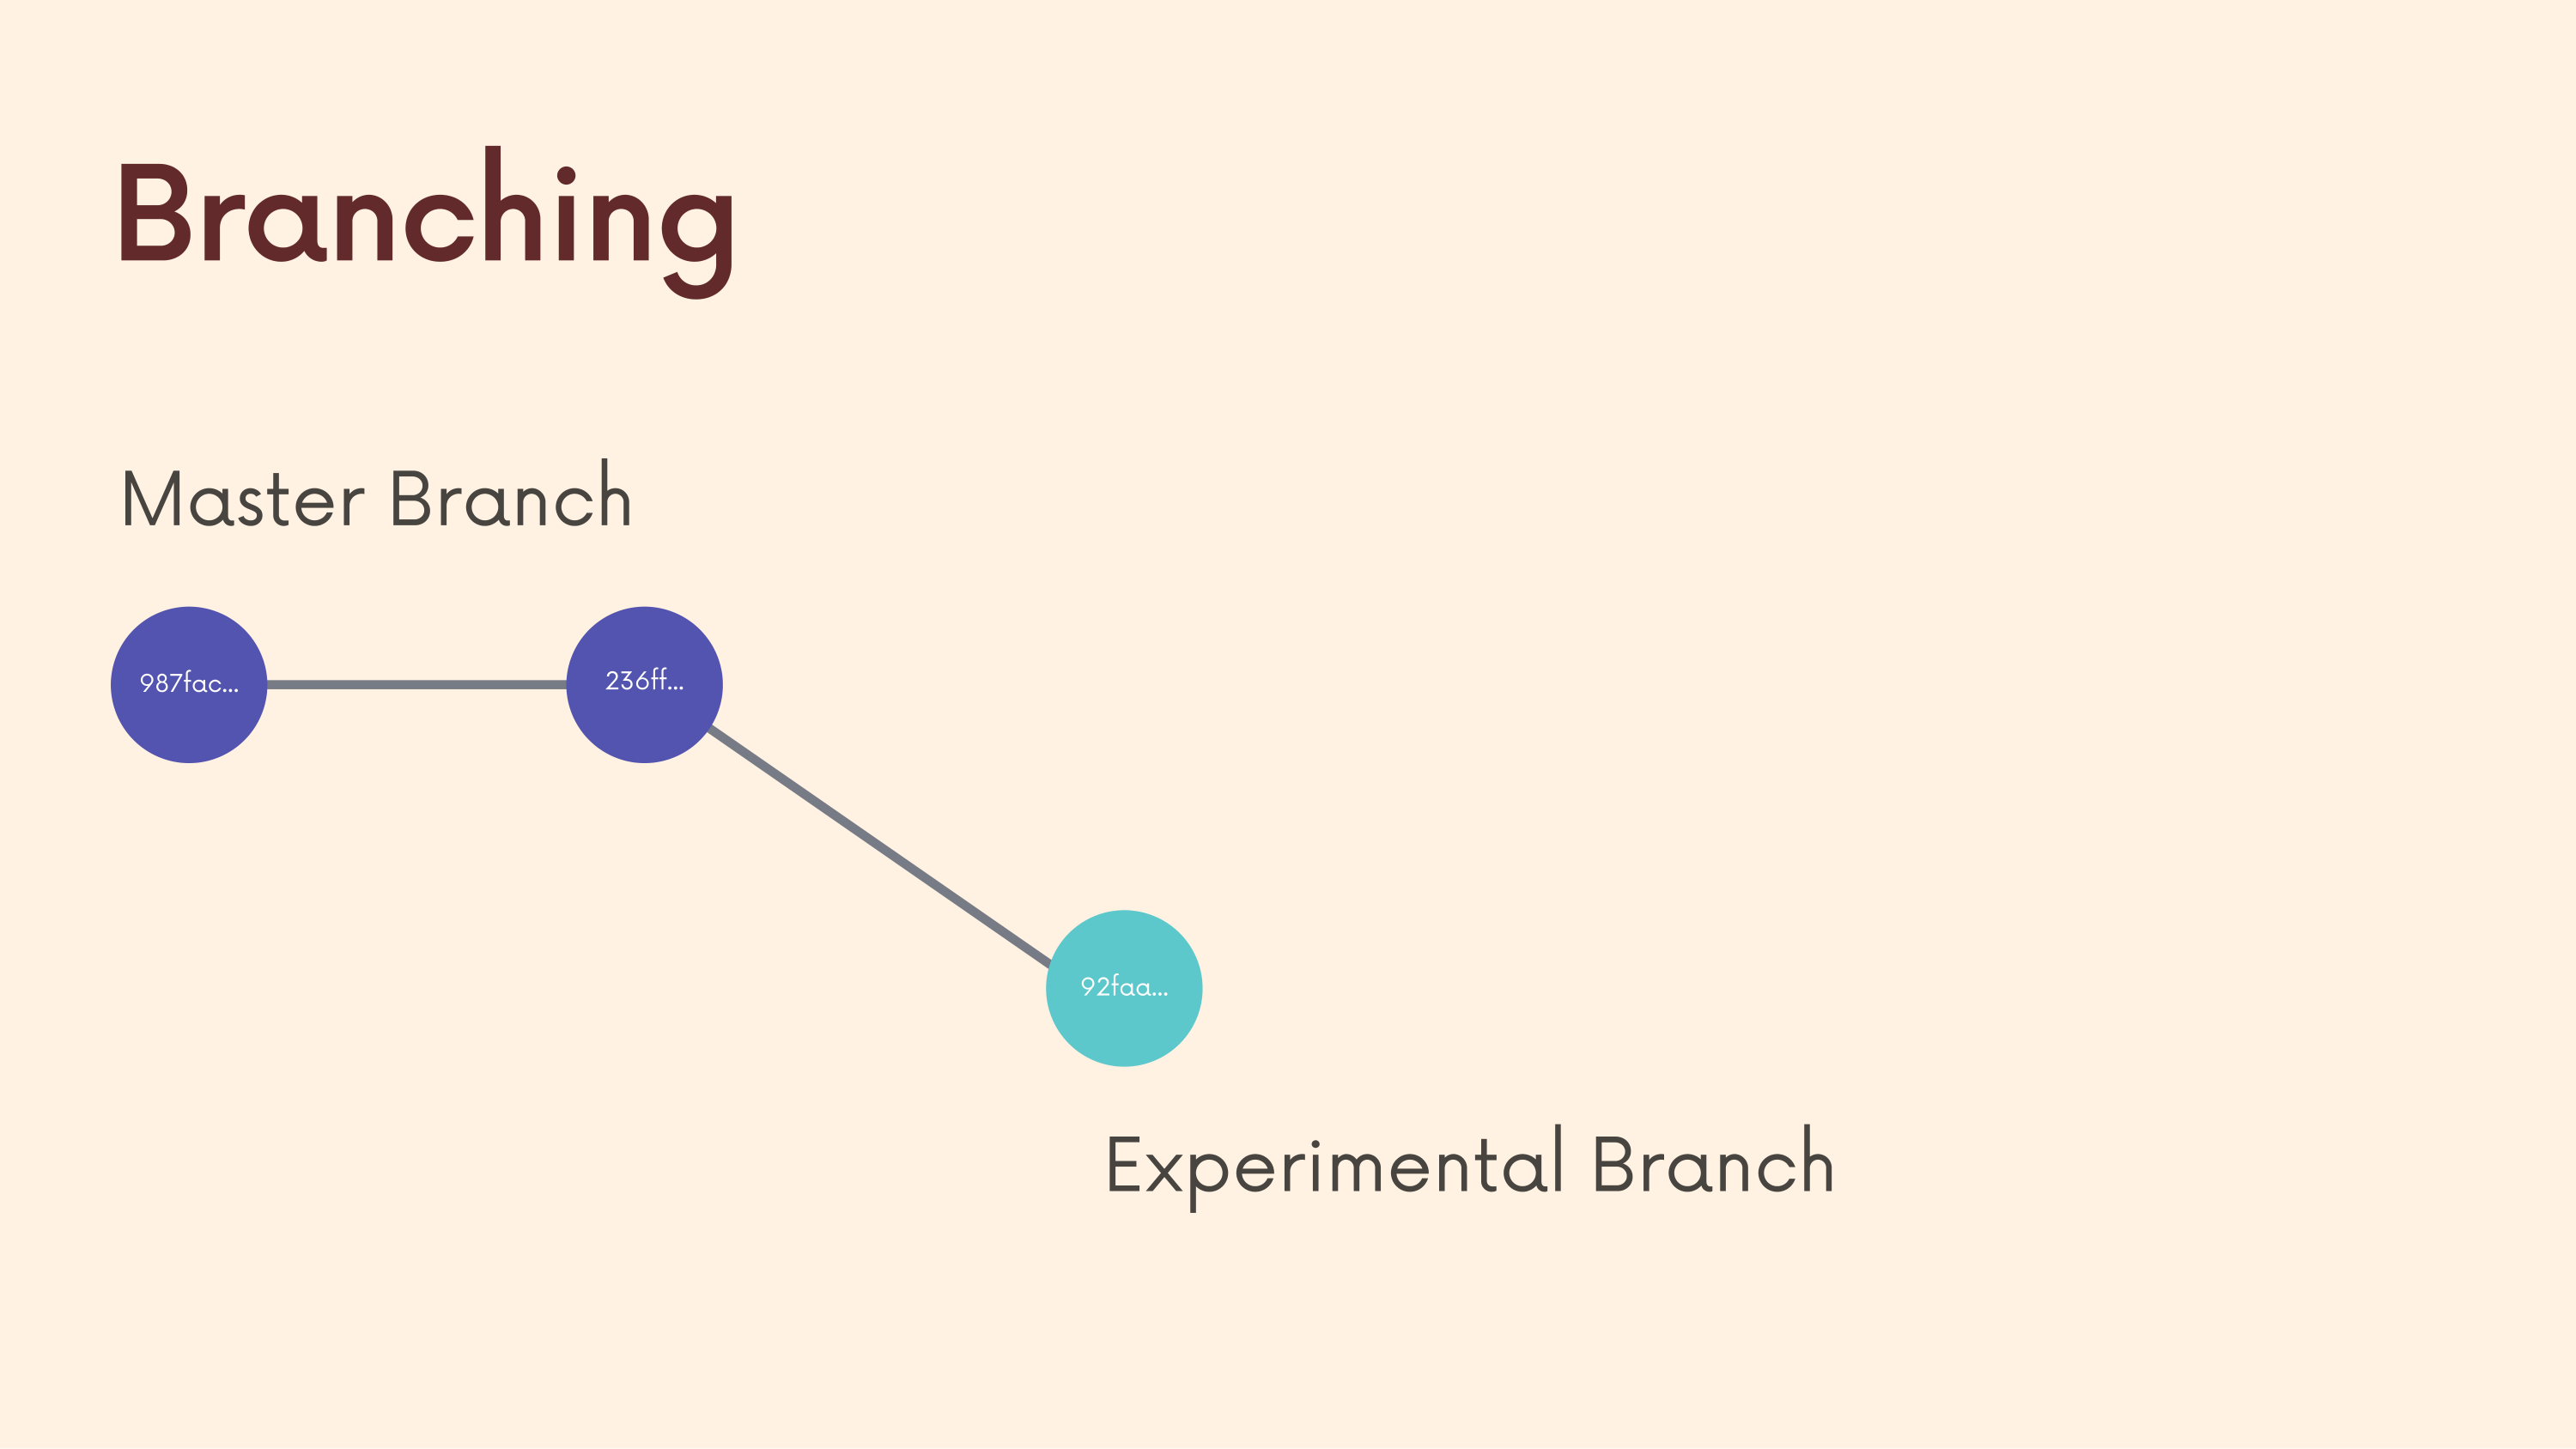 Branching
Master Branch
987fac...
236ff...
92faa...
Experimental Branch